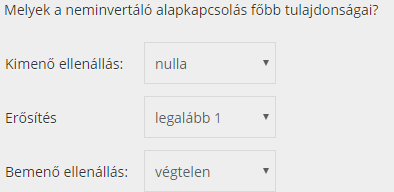 Melyek a neminvertáló alapkapcsolás főbb tulajdonságai?
Kimenő ellenállás: nulla
Erősítés legalább 1
Bemenő ellenállás: végtelen